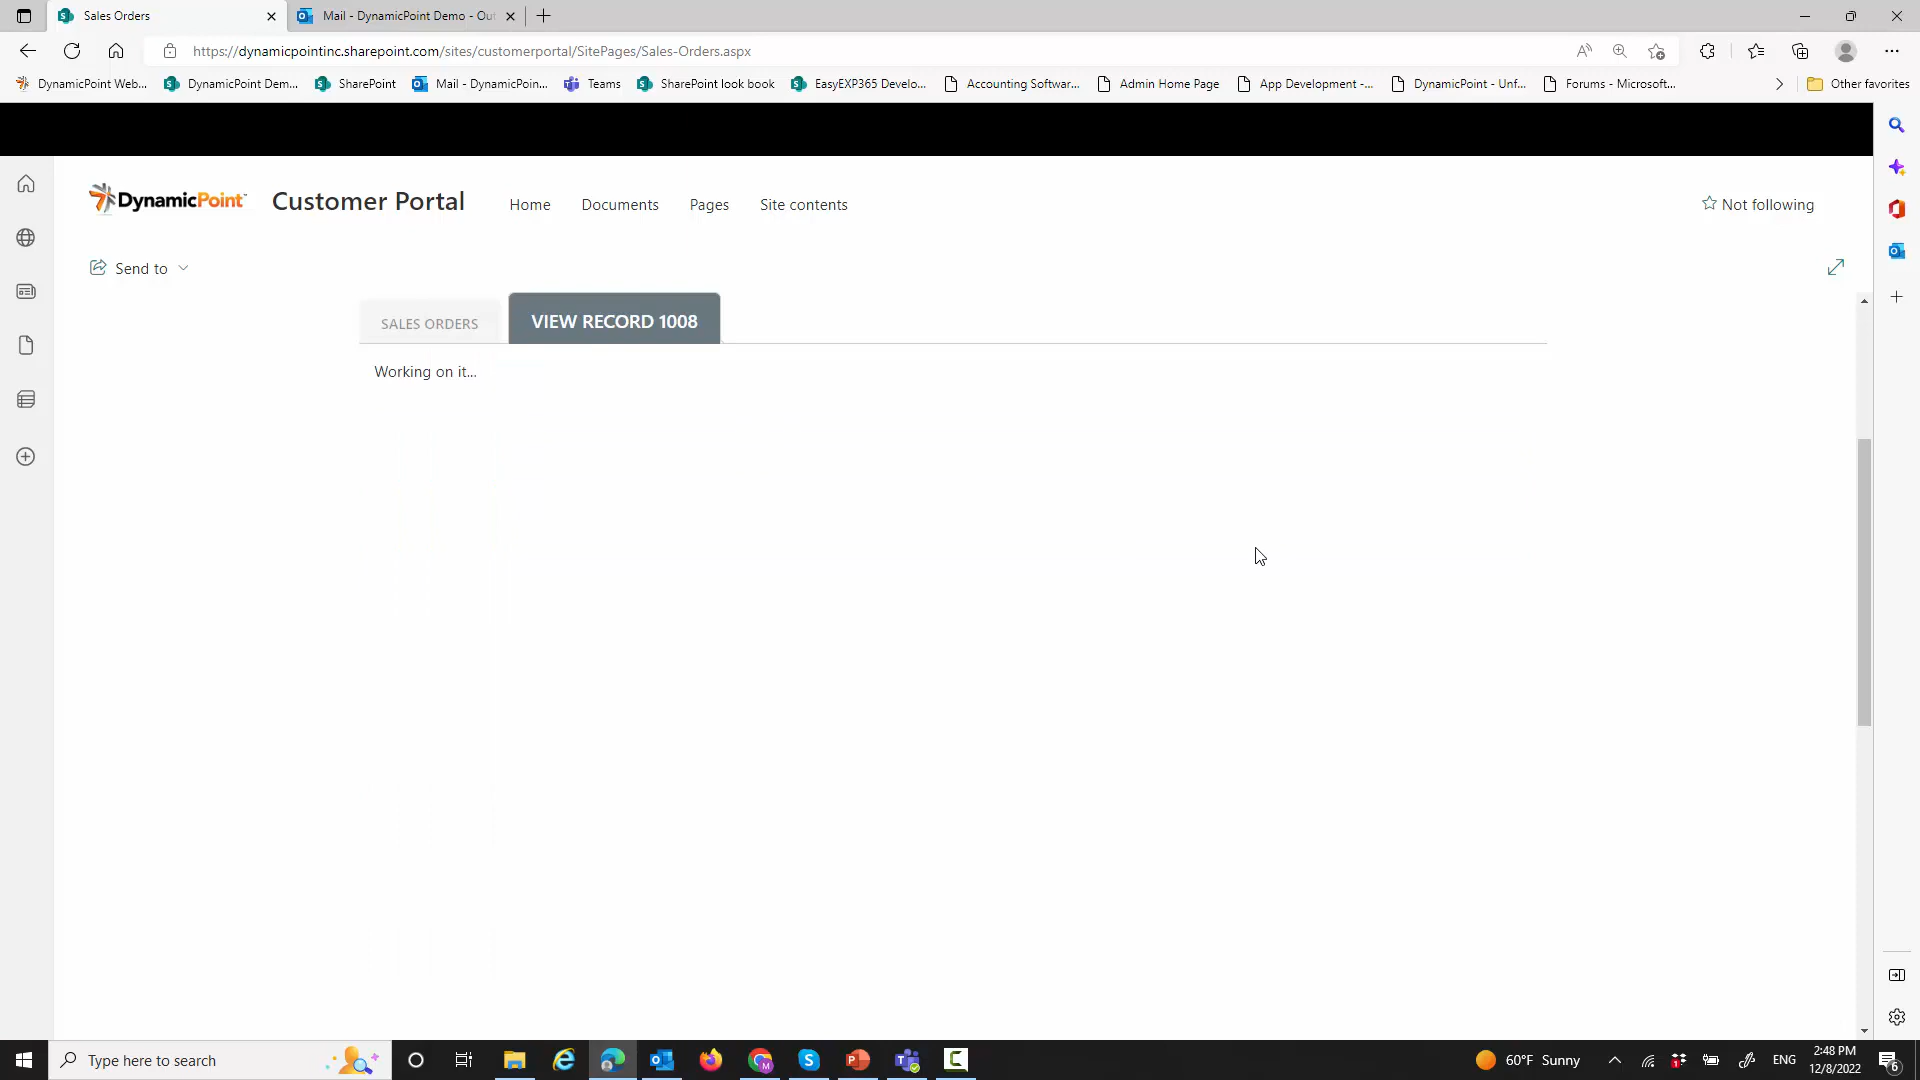 Sales Orders
Mail - DynamicPoint Demo - Out
https://dynamicpointinc.sharepoint.com/sites/customerportal/SitePages/Sales-Orders.aspx
DynamicPoint Web...
DynamicPoint Dem...
SharePoint
Mail - DynamicPoin...
Teams
SharePoint look book
EasyEXP365 Develo...
Accounting Softwar...
Admin Home Page
App Development -...
DynamicPoint - Unf...
Forums - Microsoft...
Other favorites
DynamicPoint
Customer Portal
Home
Documents
Pages
Site contents
Not following
Send to
SALES ORDERS
VIEW RECORD 1008
Working on it...
Type here to search
60°F Sunny
ENG
2:48 PM
12/8/2022
6